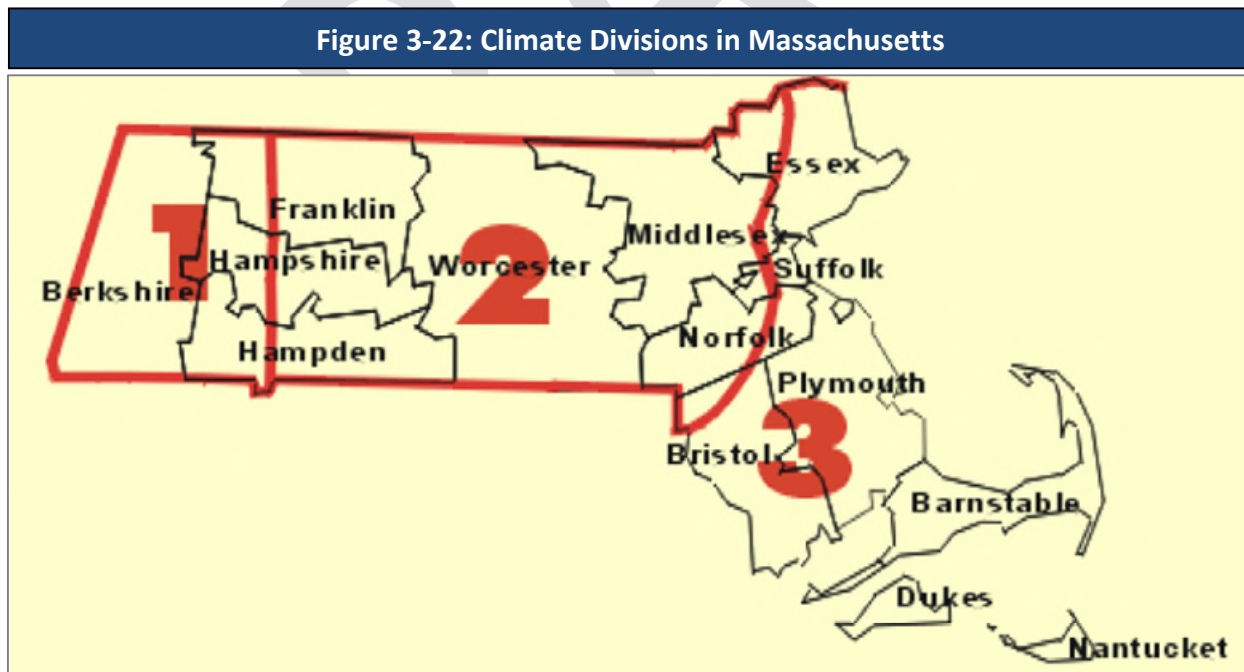 Figure 3-22: Climate Divisions in Massachusetts
Essex
Franklin
1
Middlesex
Hampshire
2
Worcester
Suffolk
Berkshire
Norfolk
Hampden
Plymouth
3
Bristol
Barnstable
Dukes
Nantucket